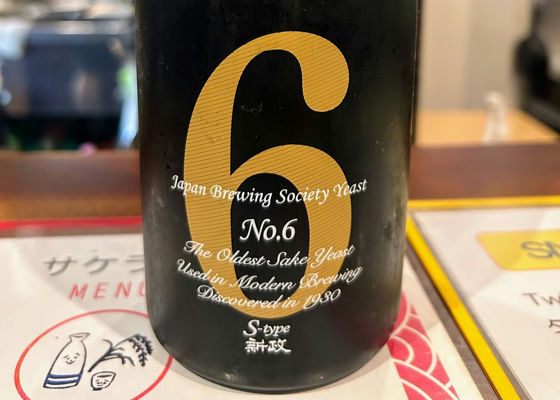 6
Japan Brewing Society Yeast
No.6
The Oldest Sake Yeast
Used in Modern Brewing
Discovered in 1930
S-type
新政
サケラ
MENU